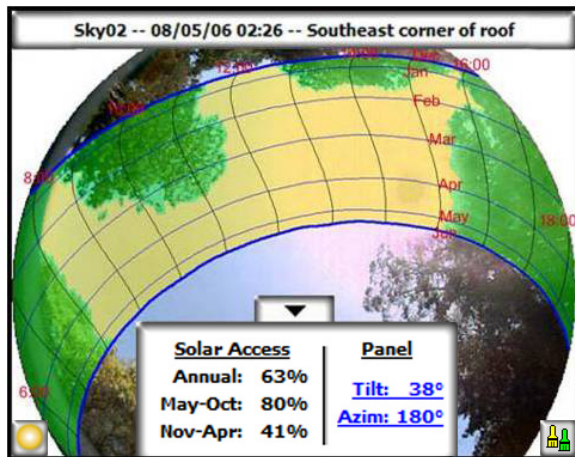 Sky02 -- 08/05/06 02:26 -- Southeast corner of roof
12:00
16:00
Jan
Feb
Mar
Apr
May
Jun
8:00
18:00
6:00
Solar Access
Annual: 63%
May-Oct: 80%
Nov-Apr: 41%
Panel
Tilt: 38°
Azim: 180°